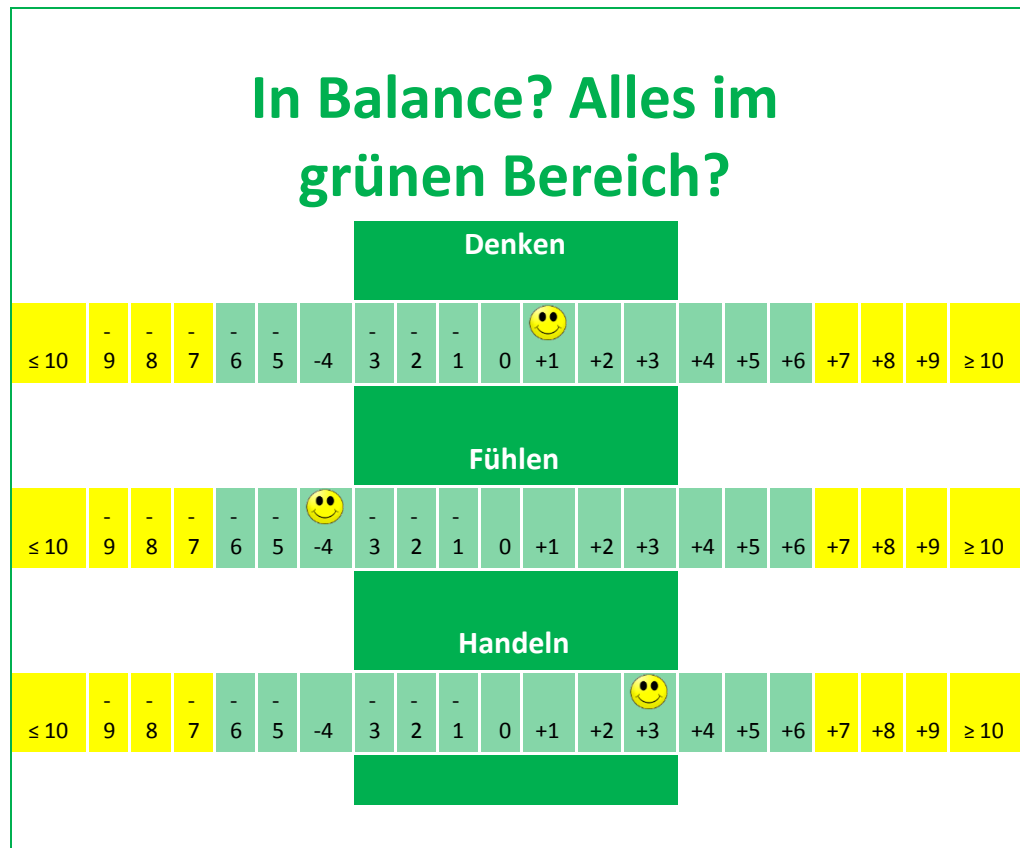 In Balance? Alles im
grünen Bereich?
Denken
- - - - - - - -
≤ 10 9 8 7 6 5 -4 3 2 1 0 +1 +2 +3 +4 +5 +6 +7 +8 +9 ≥ 10
Fühlen
- - - - - - - -
≤ 10 9 8 7 6 5 -4 3 2 1 0 +1 +2 +3 +4 +5 +6 +7 +8 +9 ≥ 10
Handeln
- - - - - - - -
≤ 10 9 8 7 6 5 -4 3 2 1 0 +1 +2 +3 +4 +5 +6 +7 +8 +9 ≥ 10